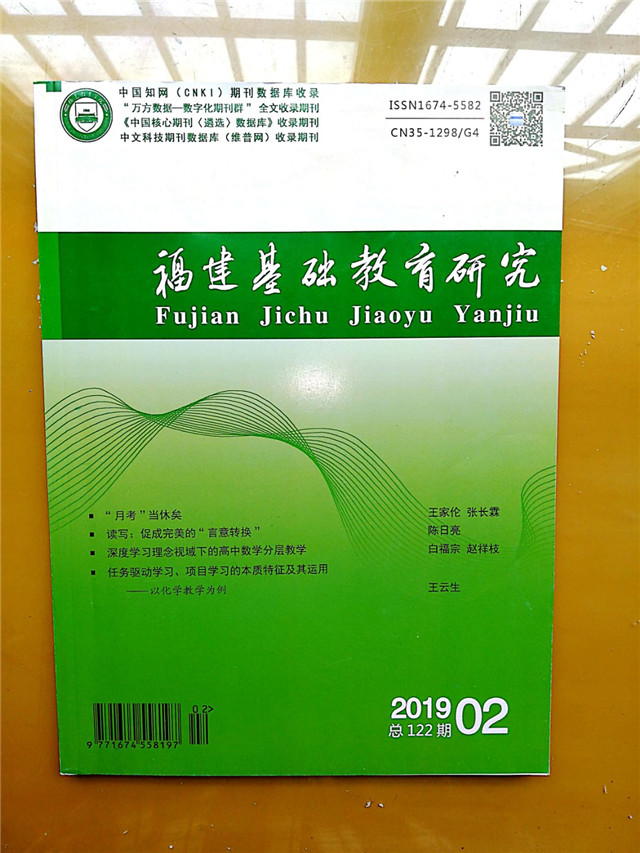 中国知网（CNKI）期刊数据库收录
“万方数据—数字化期刊群”全文收录期刊
《中国核心期刊〈遴选〉数据库》收录期刊
中文科技期刊数据库（维普网）收录期刊
ISSN1674-5582
CN35-1298/G4
福建基础教育研究
Fujian Jichu Jiaoyu Yanjiu
■ “月考”当休矣 王家伦 张长霖
■ 读写：促成完美的“言意转换” 陈日亮
■ 深度学习理念视域下的高中数学分层教学 白福宗 赵祥枝
■ 任务驱动学习、项目学习的本质特征及其运用
——以化学教学为例 王云生
02>
9 771674 558197
2019 02
总 122 期